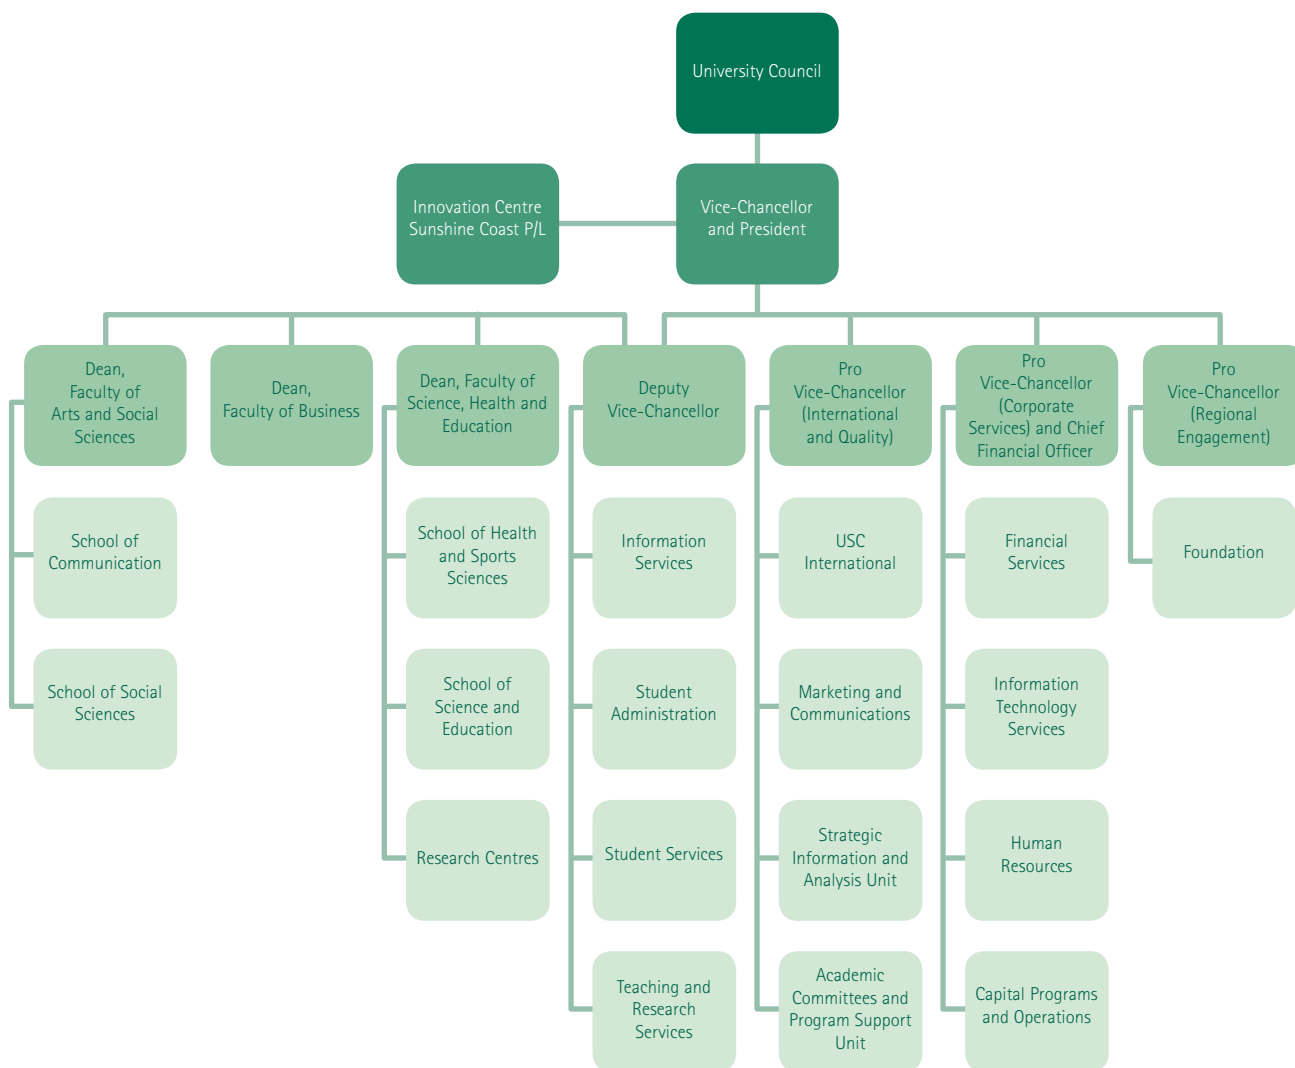 University Council
Innovation Centre
Sunshine Coast P/L
Vice-Chancellor
and President
Dean,
Faculty of
Arts and Social
Sciences
Dean,
Faculty of Business
Dean, Faculty of
Science, Health and
Education
Deputy
Vice-Chancellor
Pro
Vice-Chancellor
(International
and Quality)
Pro
Vice-Chancellor
(Corporate
Services) and Chief
Financial Officer
Pro
Vice-Chancellor
(Regional
Engagement)
School of
Communication
School of Health
and Sports
Sciences
Information
Services
USC
International
Financial
Services
Foundation
School of Social
Sciences
School of
Science and
Education
Student
Administration
Marketing and
Communications
Information
Technology
Services
Research Centres
Student Services
Strategic
Information and
Analysis Unit
Human
Resources
Teaching and
Research
Services
Academic
Committees and
Program Support
Unit
Capital Programs
and Operations